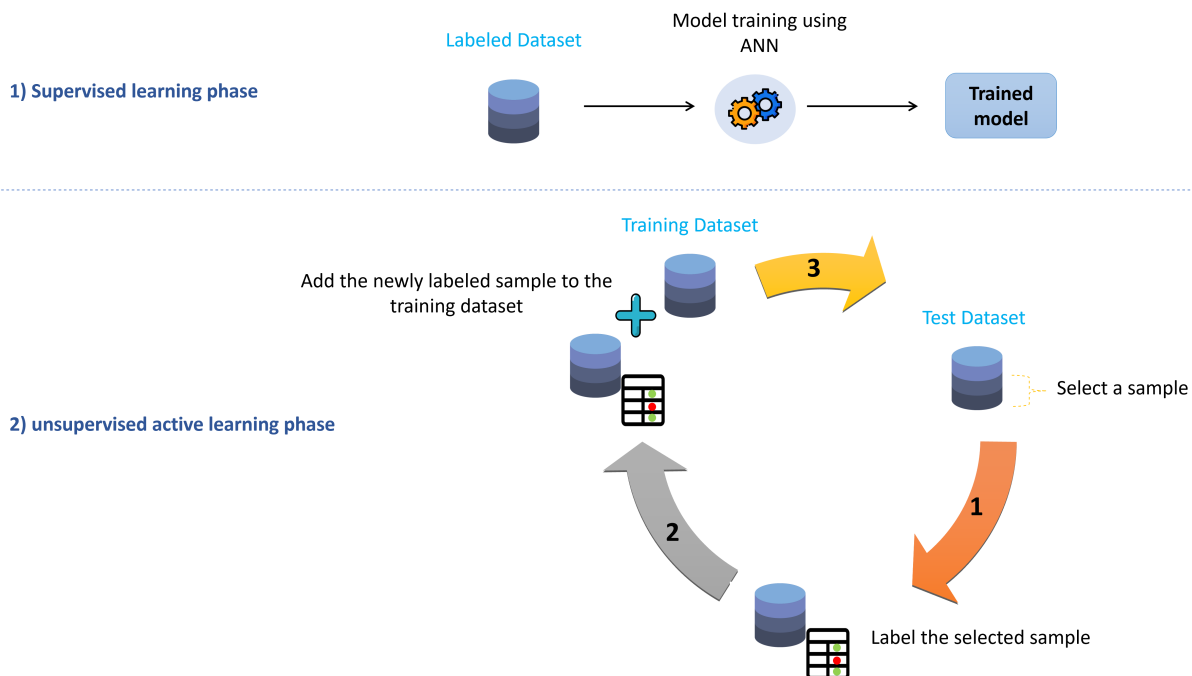 Labeled Dataset
Model training using
ANN
1) Supervised learning phase
Trained
model
Training Dataset
3
Add the newly labeled sample to the
training dataset
Test Dataset
Select a sample
2) unsupervised active learning phase
1
2
Label the selected sample